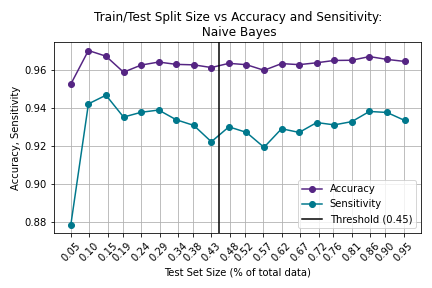 Train/Test Split Size vs Accuracy and Sensitivity:
Naive Bayes
Accuracy, Sensitivity
0.96
0.94
0.92
0.90
0.88
Accuracy
Sensitivity
Threshold (0.45)
0.05 0.10 0.15 0.19 0.24 0.29 0.34 0.38 0.43 0.48 0.52 0.57 0.62 0.67 0.72 0.76 0.81 0.86 0.90 0.95
Test Set Size (% of total data)